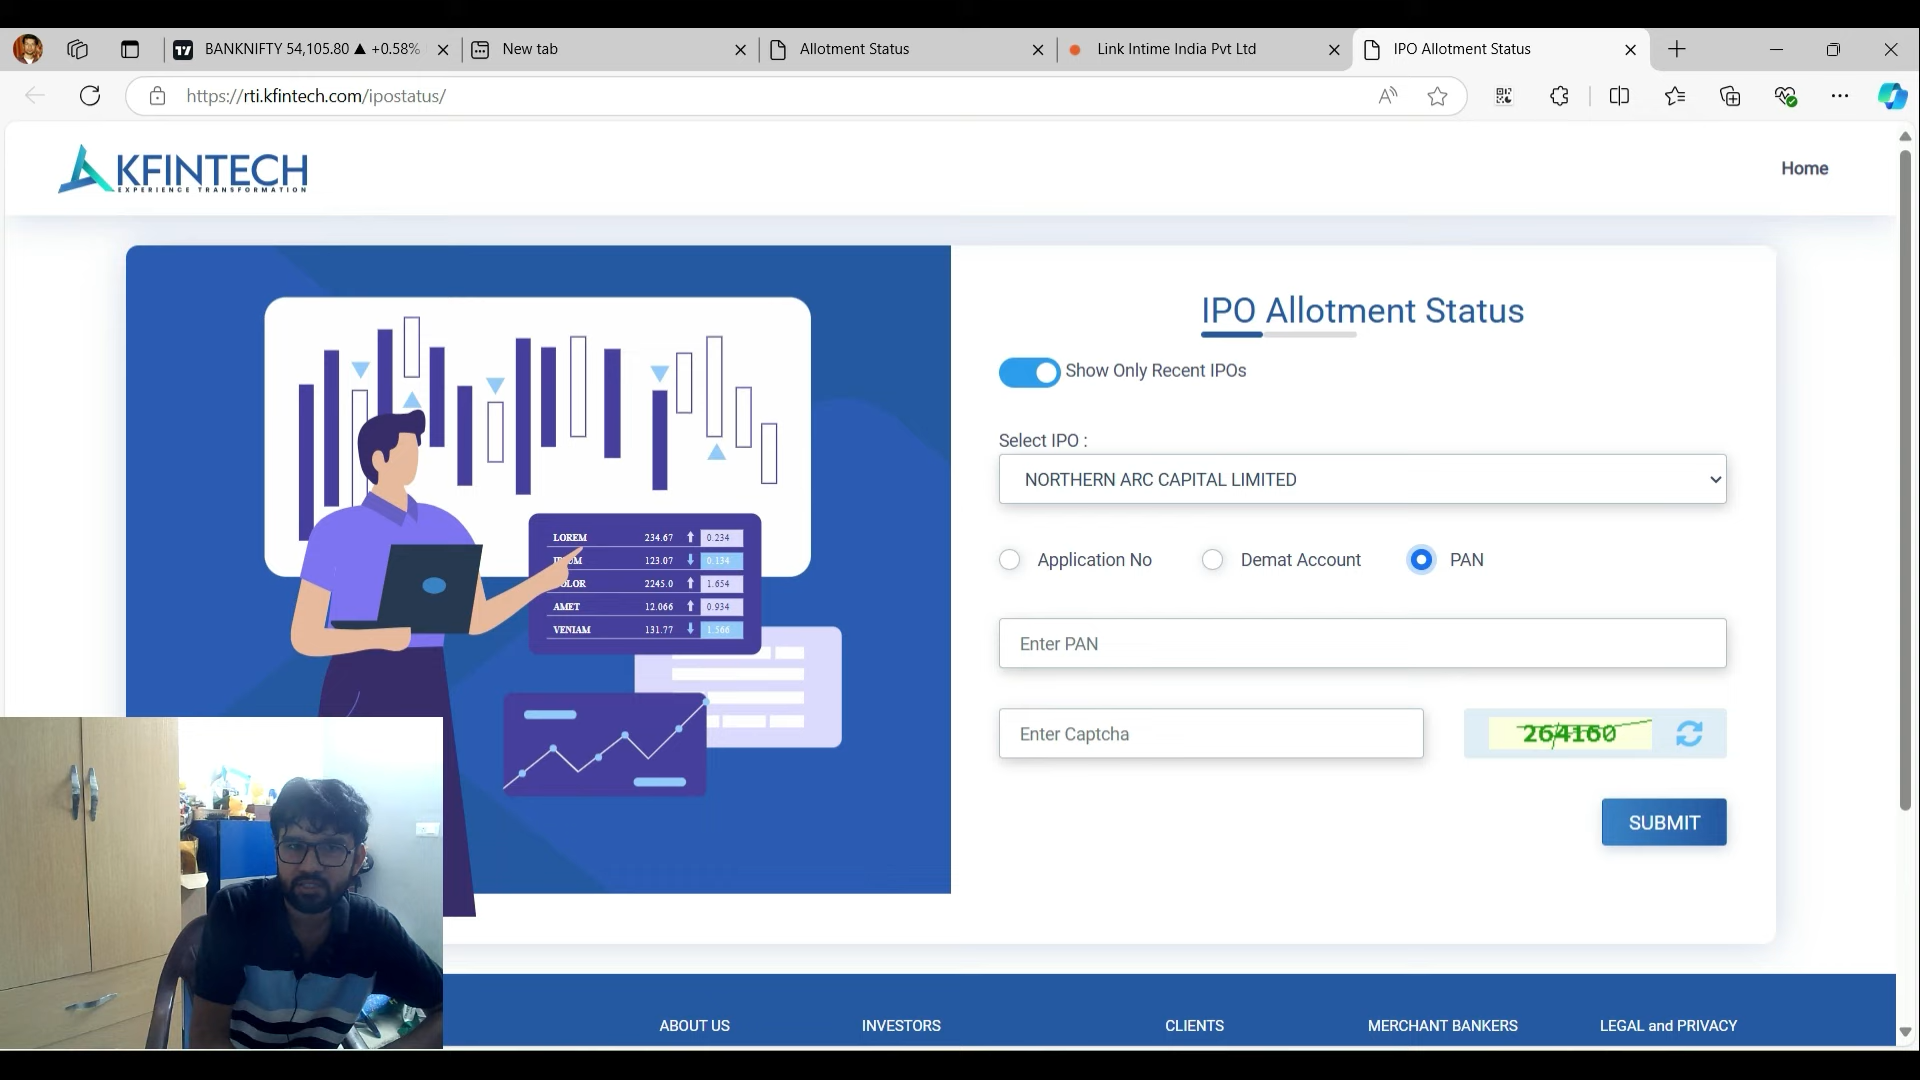 BANKNIFTY 54,105.80 ▲ +0.58%
New tab
Allotment Status
Link Intime India Pvt Ltd
IPO Allotment Status
https://rti.kfintech.com/ipostatus/
KFINTECH
EXPERIENCE TRANSFORMATION
Home
IPO Allotment Status
Show Only Recent IPOs
Select IPO :
NORTHERN ARC CAPITAL LIMITED
Application No
Demat Account
PAN
Enter PAN
Enter Captcha
264160
SUBMIT
LOREM 234.67 0.234
123.07 0.134
2245.0 1.654
AMET 12.066 0.934
VENIAM 131.77 1.566
ABOUT US
INVESTORS
CLIENTS
MERCHANT BANKERS
LEGAL and PRIVACY